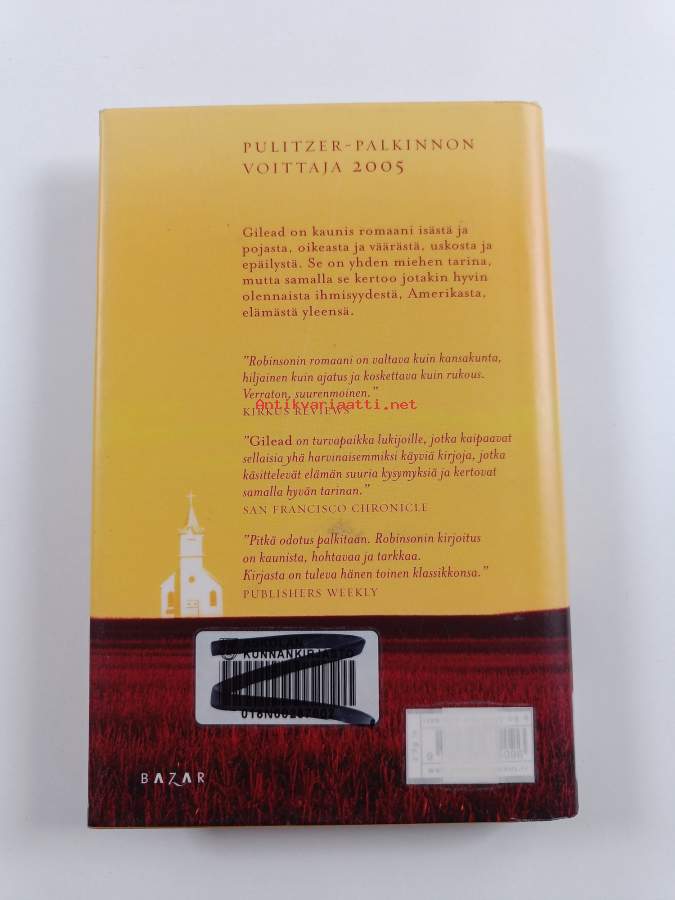 PULITZER-PALKINNON
VOITTAJA 2005
Gilead on kaunis romaani isästä ja
pojasta, oikeasta ja väärästä, uskosta ja
epäilystä. Se on yhden miehen tarina,
mutta samalla se kertoo jotakin hyvin
olennaista ihmisyydestä, Amerikasta,
elämästä yleensä.
"Robinsonin romaani on valtava kuin kansakunta,
hiljainen kuin ajatus ja koskettava kuin rukous.
Verraton, suurenmoinen."
Antikvariaatti.net
KIRKUS REVIEWS
"Gilead on turvapaikka lukijoille, jotka kaipaavat
sellaisia yhä harvinaisemmiksi käyviä kirjoja, jotka
käsittelevät elämän suuria kysymyksiä ja kertovat
samalla hyvän tarinan."
SAN FRANCISCO CHRONICLE
"Pitkä odotus palkitaan. Robinsonin kirjoitus
on kaunista, hohtavaa ja tarkkaa.
Kirjasta on tuleva hänen toinen klassikkonsa."
PUBLISHERS WEEKLY
KUNNANKIRJASTO
BAZAR